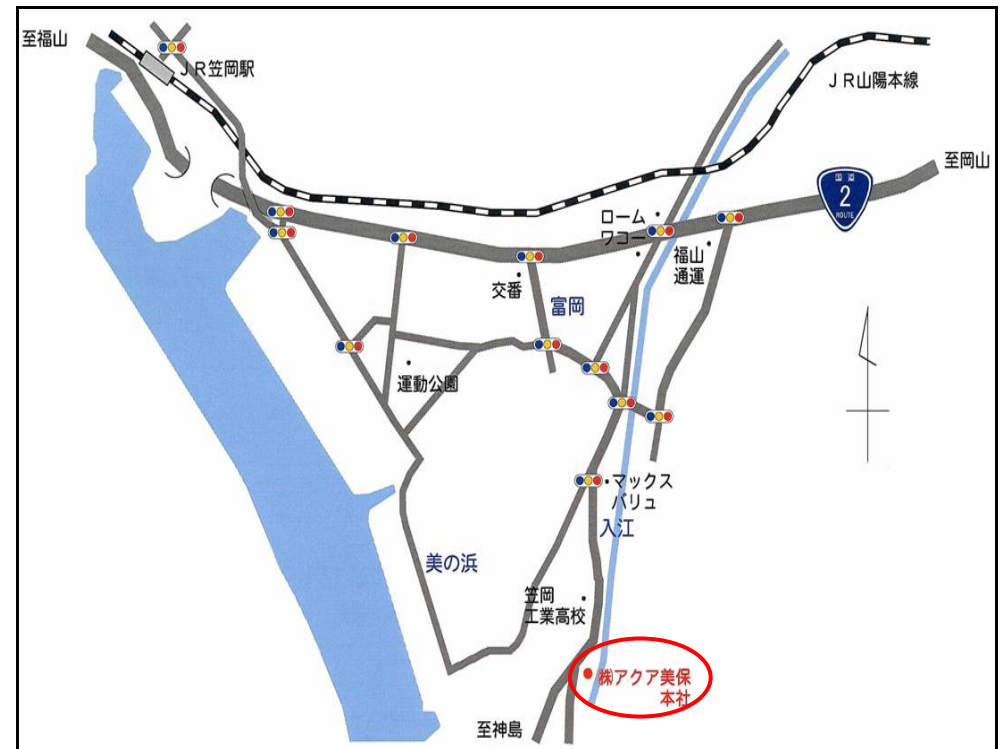 至福山
JR笠岡駅
JR山陽本線
至岡山
2
ROUTE
ローム
ワコー
福山
通運
交番
富岡
運動公園
マックス
バリュ
入江
美の浜
笠岡
工業高校
㈱アクア美保
本社
至神島